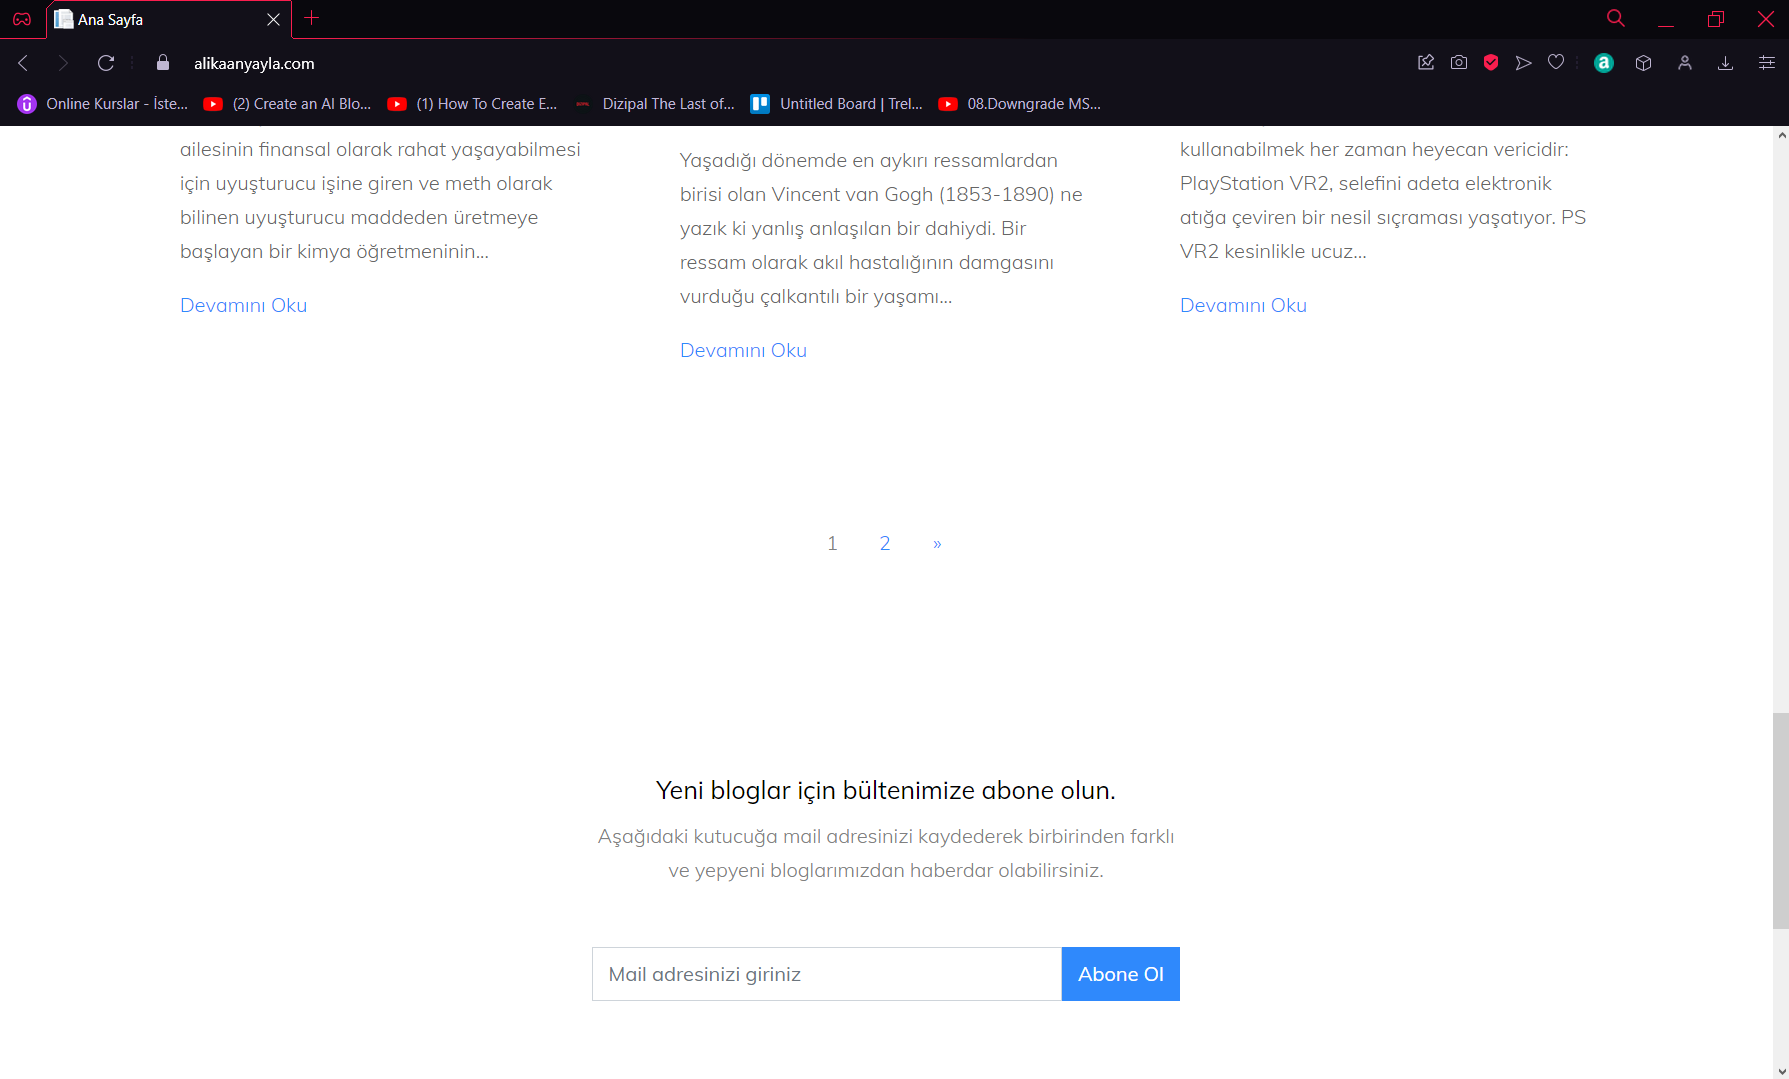 Ana Sayfa
alikaanyayla.com
Online Kurslar - İste...
(2) Create an AI Blo...
(1) How To Create E...
Dizipal The Last of...
Untitled Board | Trel...
08.Downgrade MS...
ailesinin finansal olarak rahat yaşayabilmesi
için uyuşturucu işine giren ve meth olarak
bilinen uyuşturucu maddeden üretmeye
başlayan bir kimya öğretmeninin...
Devamını Oku
Yaşadığı dönemde en aykırı ressamlardan
birisi olan Vincent van Gogh (1853-1890) ne
yazık ki yanlış anlaşılan bir dahiydi. Bir
ressam olarak akıl hastalığının damgasını
vurduğu çalkantılı bir yaşamı...
Devamını Oku
kullanabilmek her zaman heyecan vericidir:
PlayStation VR2, selefini adeta elektronik
atığa çeviren bir nesil sıçraması yaşatıyor. PS
VR2 kesinlikle ucuz...
Devamını Oku
1 2 »
Yeni bloglar için bültenimize abone olun.
Aşağıdaki kutucuğa mail adresinizi kaydederek birbirinden farklı
ve yepyeni bloglarımızdan haberdar olabilirsiniz.
Mail adresinizi giriniz
Abone Ol